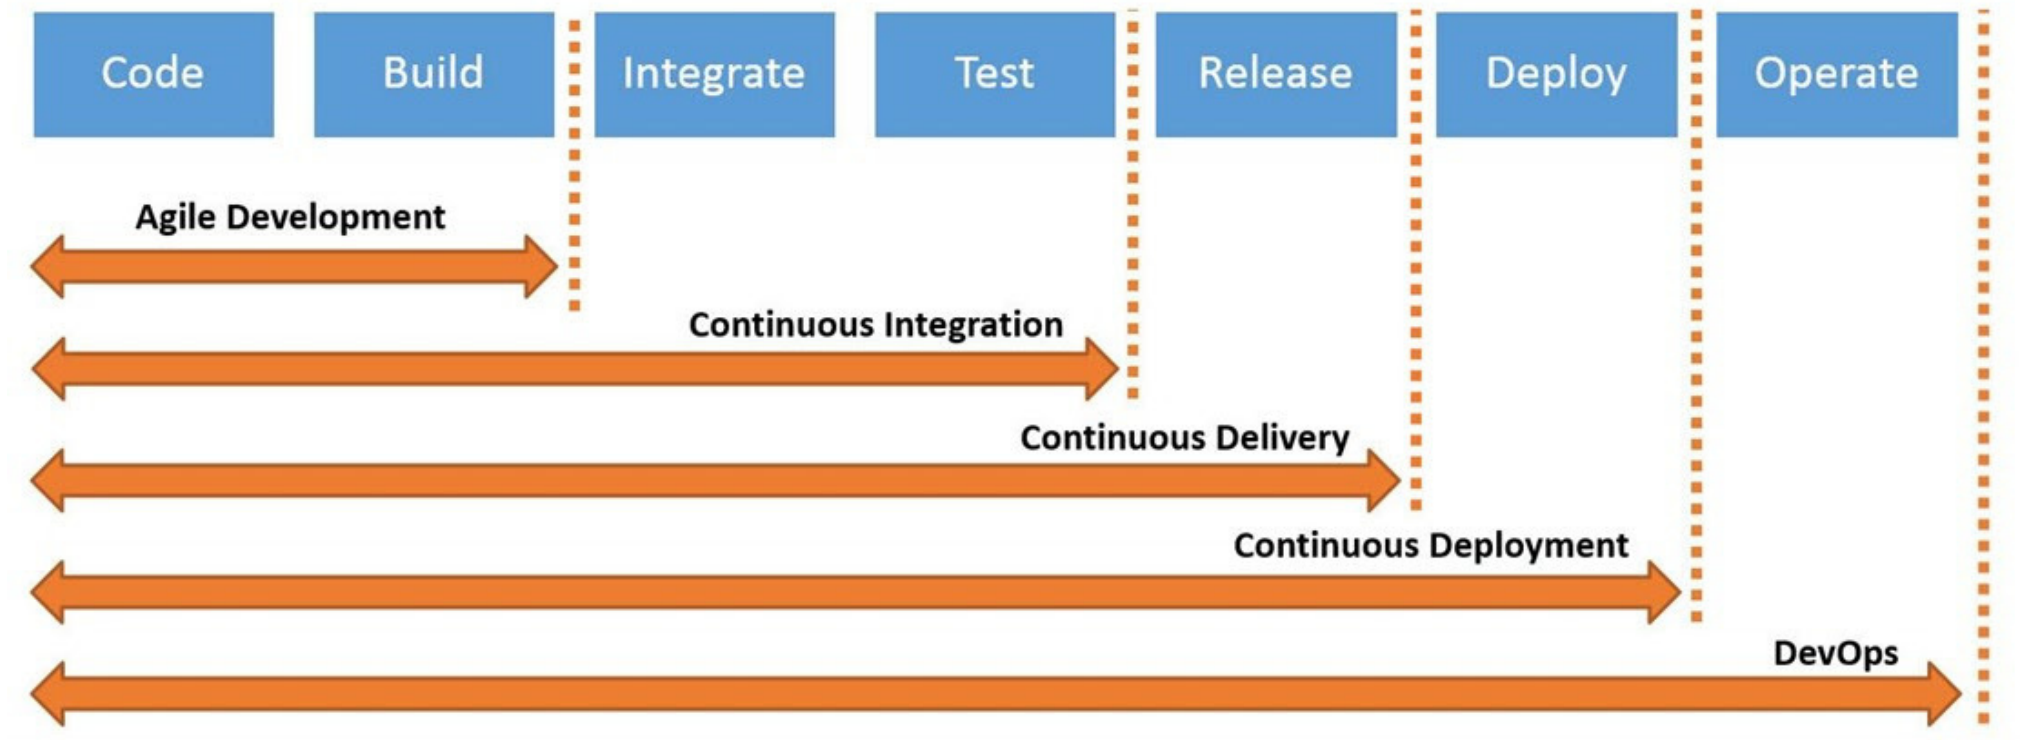 Code
Build
Integrate
Test
Release
Deploy
Operate
Agile Development
Continuous Integration
Continuous Delivery
Continuous Deployment
DevOps